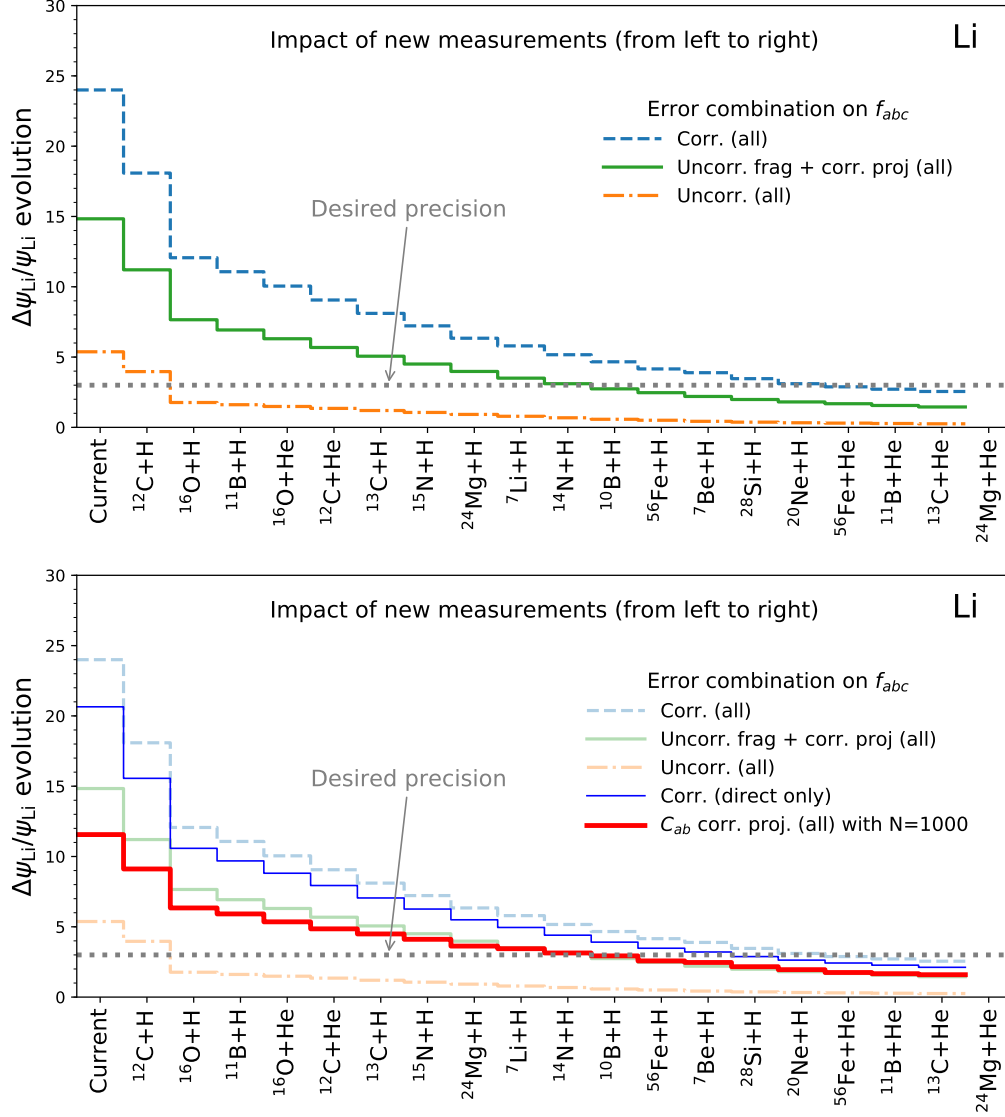 30
Impact of new measurements (from left to right)
Li
25
Error combination on f_abc
Corr. (all)
20
Uncorr. frag + corr. proj (all)
Uncorr. (all)
15
Desired precision
10
5
0
Δψ_Li/ψ_Li evolution
Current
¹²C+H
¹⁶O+H
¹¹B+H
¹⁶O+He
¹²C+He
¹³C+H
¹⁵N+H
²⁴Mg+H
⁷Li+H
¹⁴N+H
¹⁰B+H
⁵⁶Fe+H
⁷Be+H
²⁸Si+H
²⁰Ne+H
⁵⁶Fe+He
¹¹B+He
¹³C+He
²⁴Mg+He
30
Impact of new measurements (from left to right)
Li
25
Error combination on f_abc
Corr. (all)
20
Uncorr. frag + corr. proj (all)
Uncorr. (all)
15
Desired precision
Corr. (direct only)
C_ab corr. proj. (all) with N=1000
10
5
0
Δψ_Li/ψ_Li evolution
Current
¹²C+H
¹⁶O+H
¹¹B+H
¹⁶O+He
¹²C+He
¹³C+H
¹⁵N+H
²⁴Mg+H
⁷Li+H
¹⁴N+H
¹⁰B+H
⁵⁶Fe+H
⁷Be+H
²⁸Si+H
²⁰Ne+H
⁵⁶Fe+He
¹¹B+He
¹³C+He
²⁴Mg+He